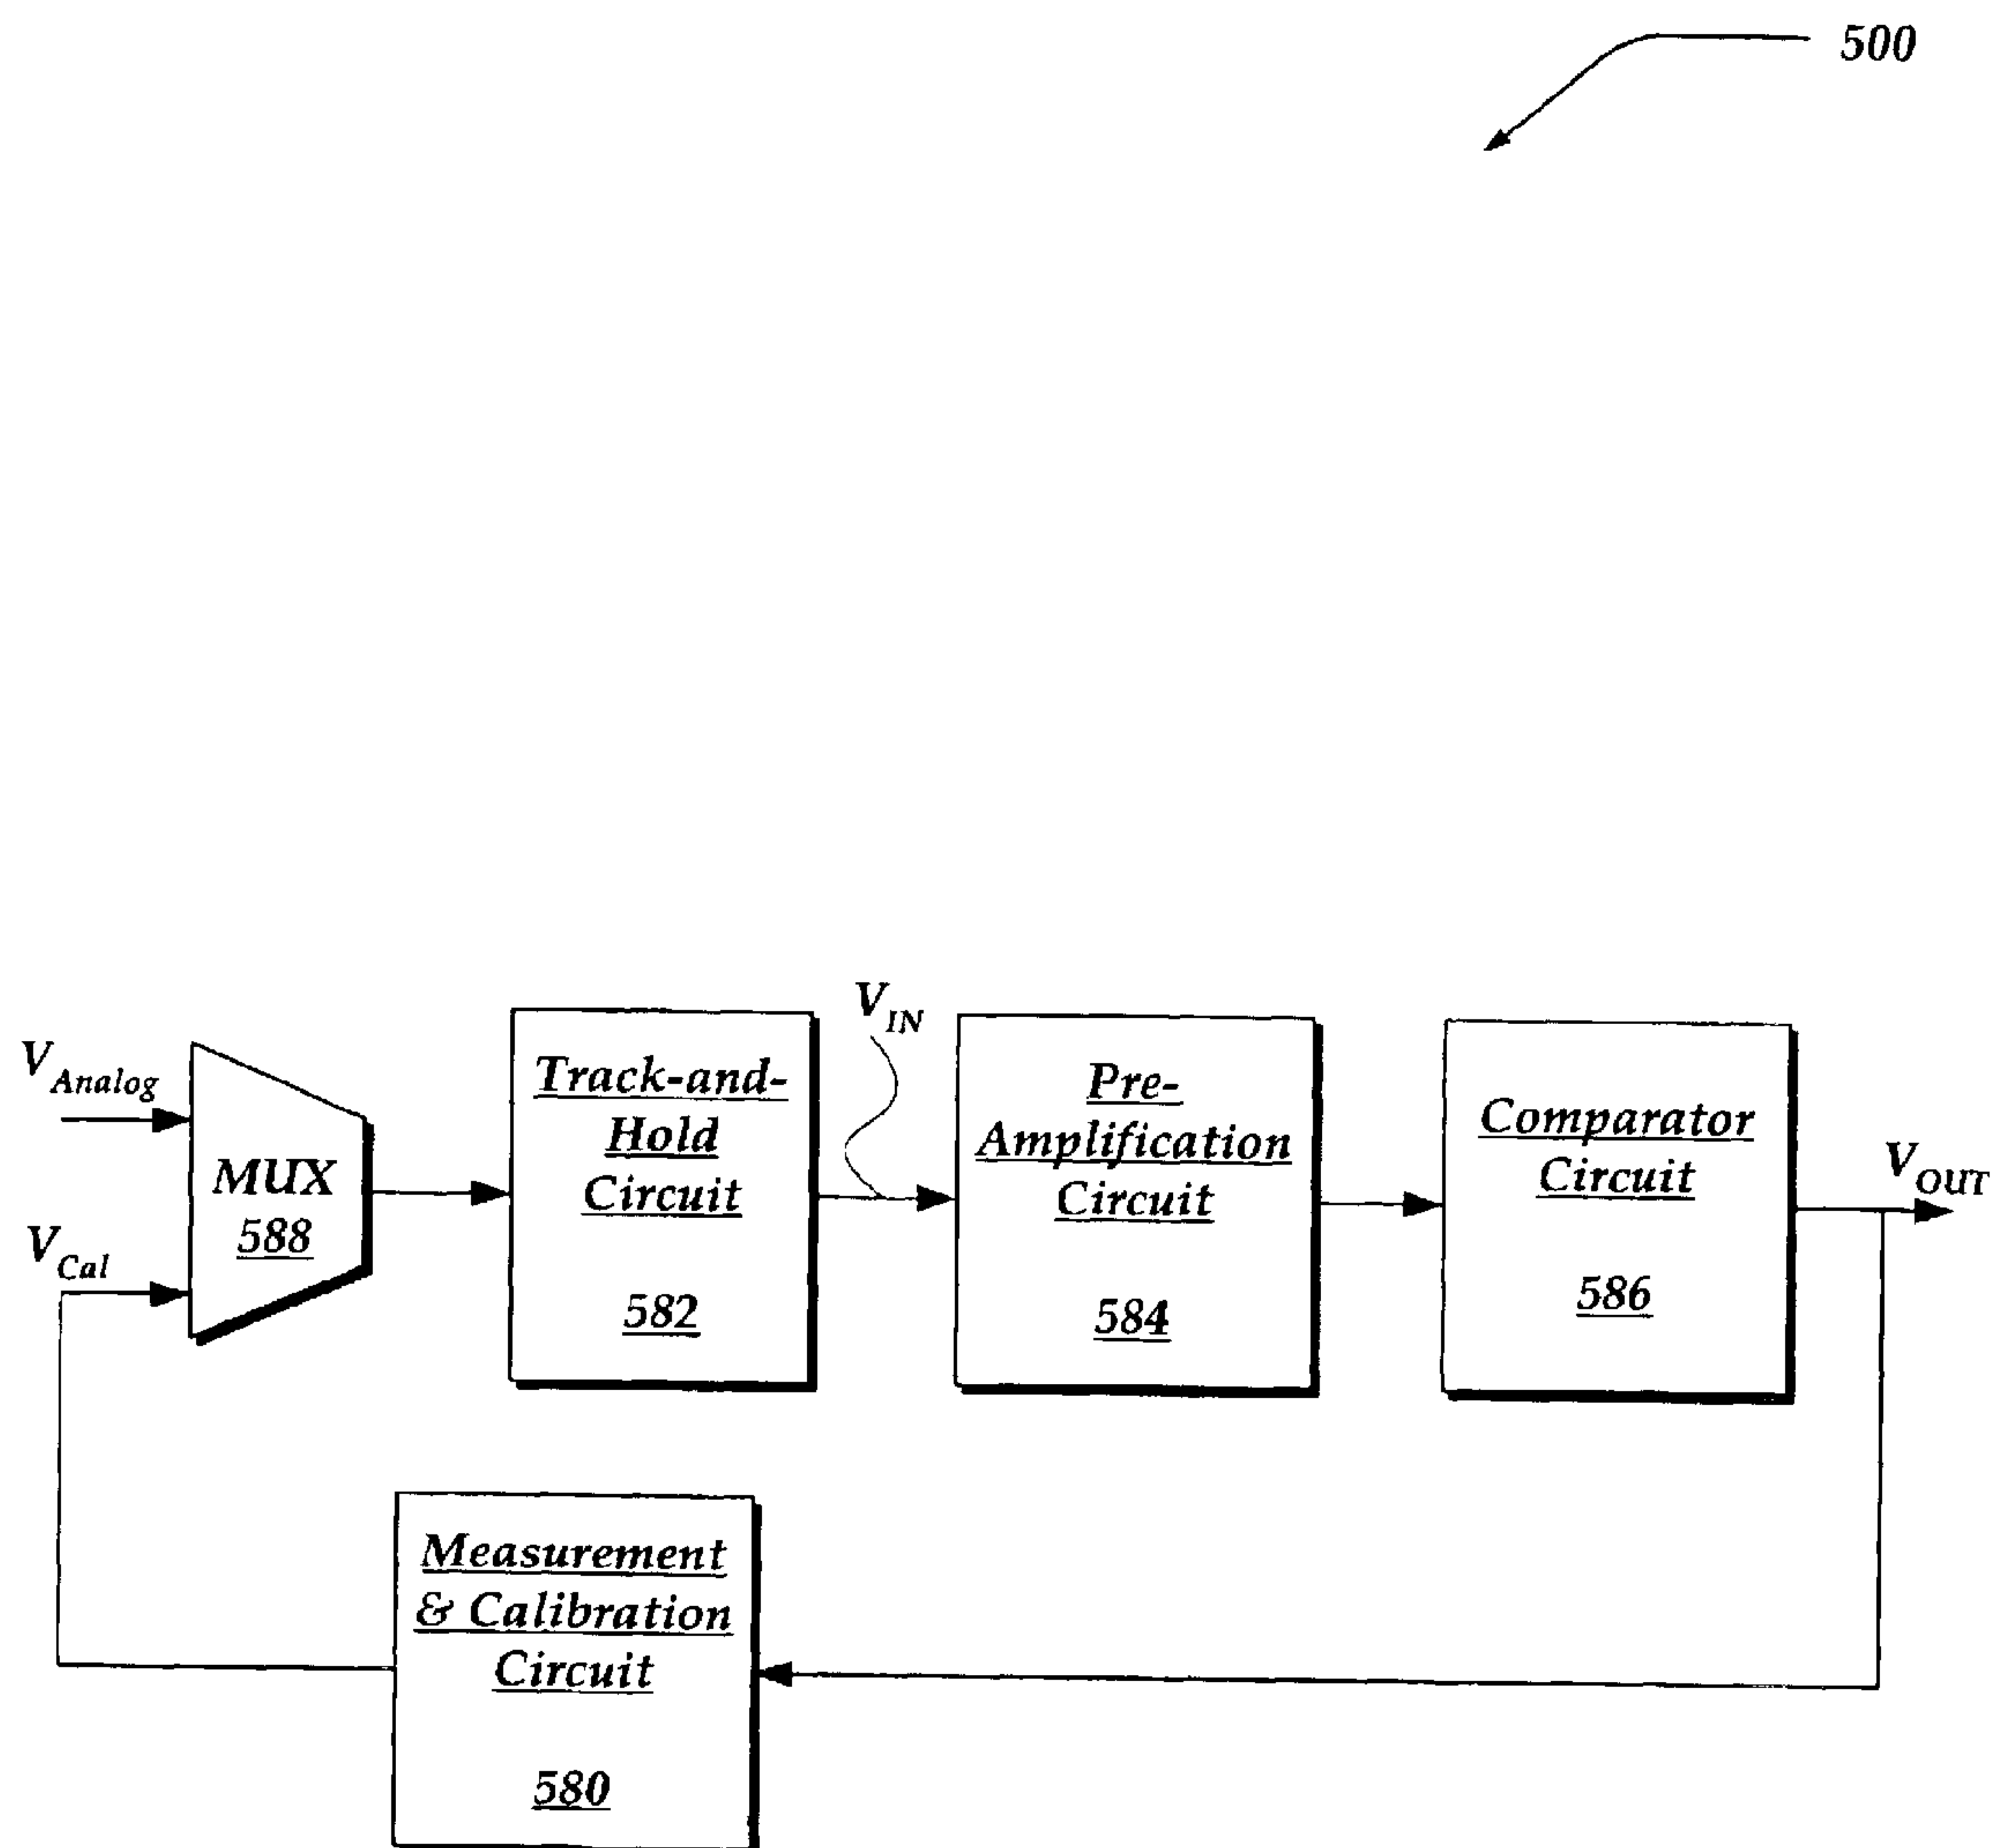 500
V_Analog
V_Cal
MUX
588
Track-and-
Hold
Circuit
582
V_IN
Pre-
Amplification
Circuit
584
Comparator
Circuit
586
V_OUT
Measurement
& Calibration
Circuit
580